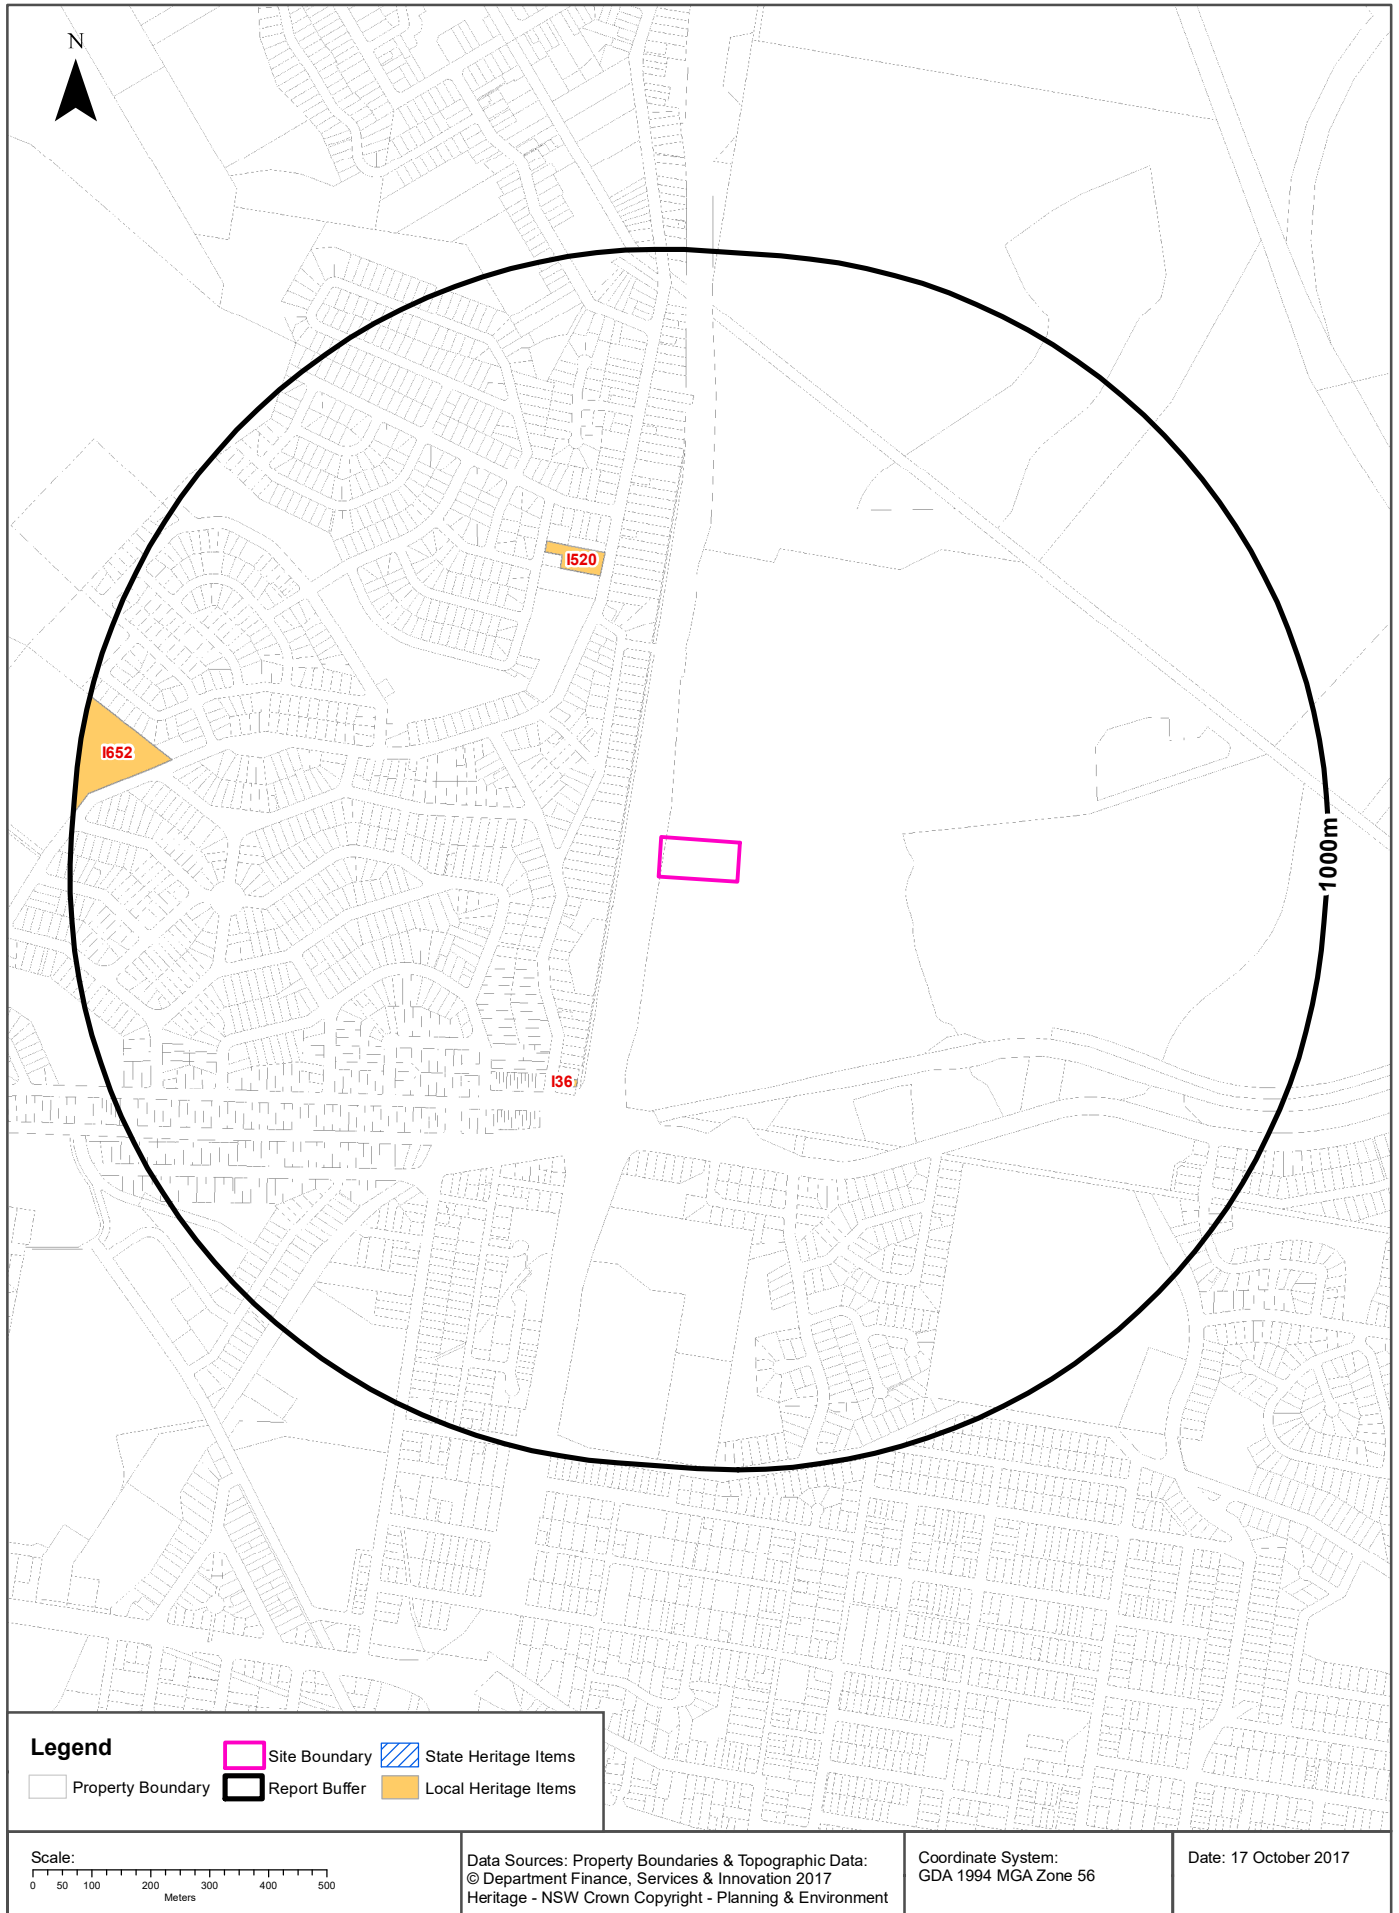 N
I520
I652
1000m
I36
Legend
Site Boundary
State Heritage Items
Property Boundary
Report Buffer
Local Heritage Items
Scale:
0 50 100 200 300 400 500
Meters
Data Sources: Property Boundaries & Topographic Data:
© Department Finance, Services & Innovation 2017
Heritage - NSW Crown Copyright - Planning & Environment
Coordinate System:
GDA 1994 MGA Zone 56
Date: 17 October 2017